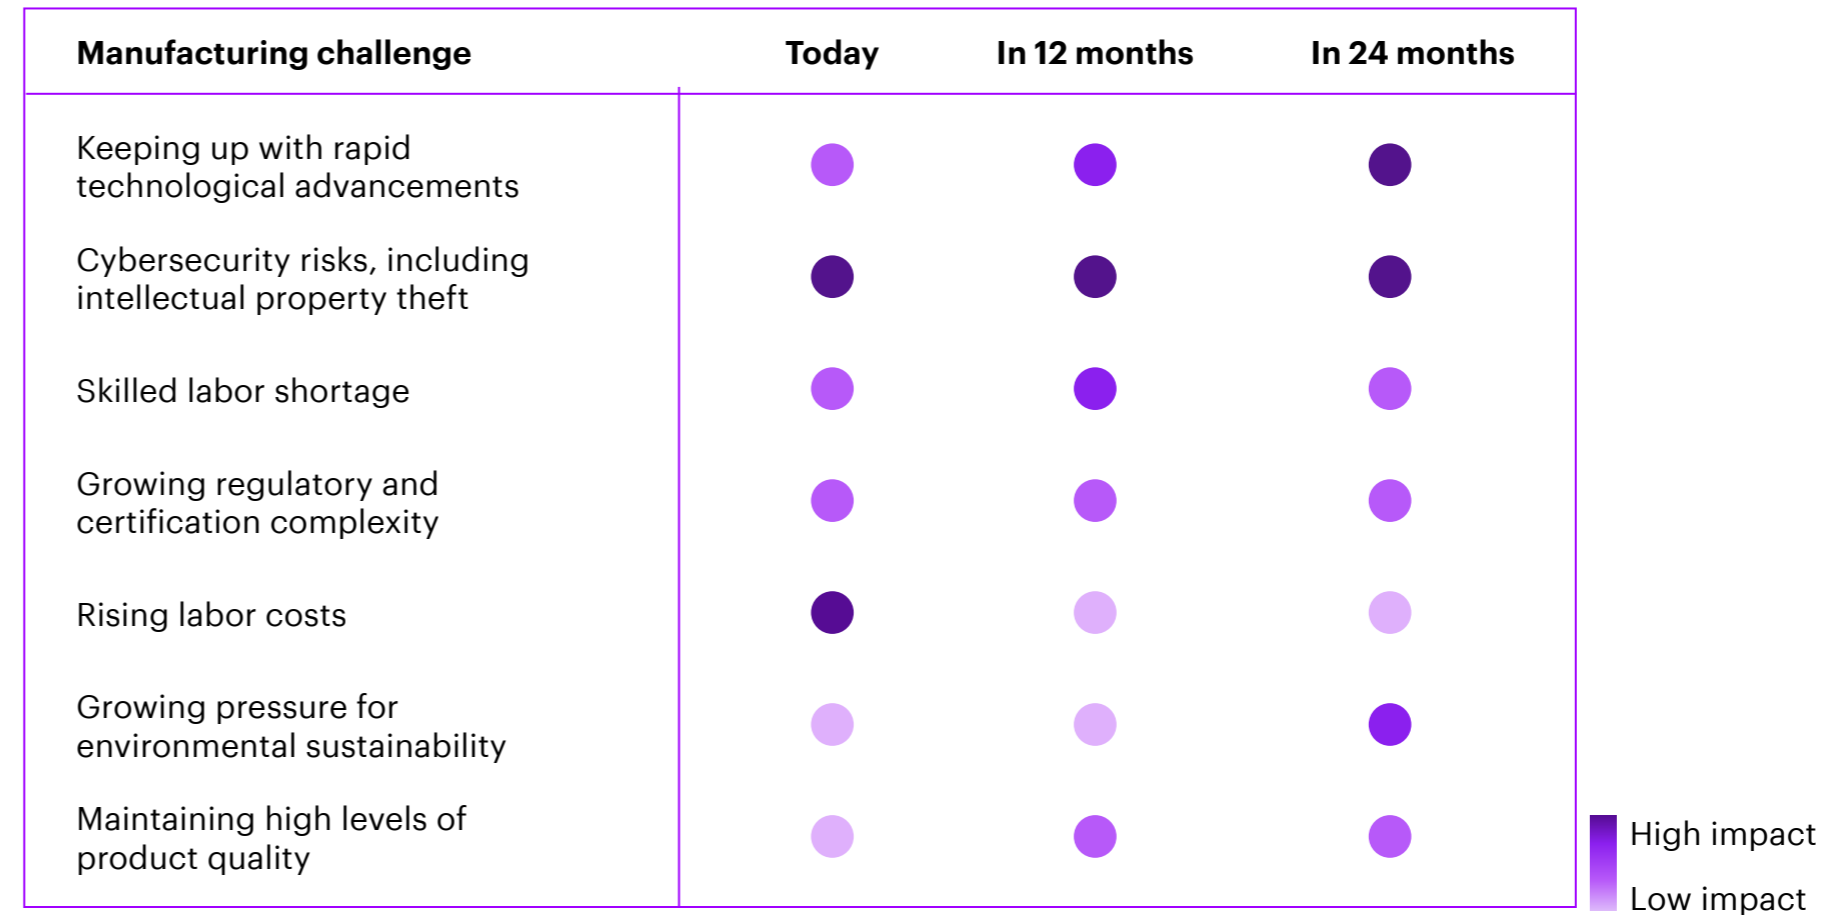 Manufacturing challenge Today In 12 months In 24 months
Keeping up with rapid
technological advancements
Cybersecurity risks, including
intellectual property theft
Skilled labor shortage
Growing regulatory and
certification complexity
Rising labor costs
Growing pressure for
environmental sustainability
Maintaining high levels of
product quality
High impact
Low impact